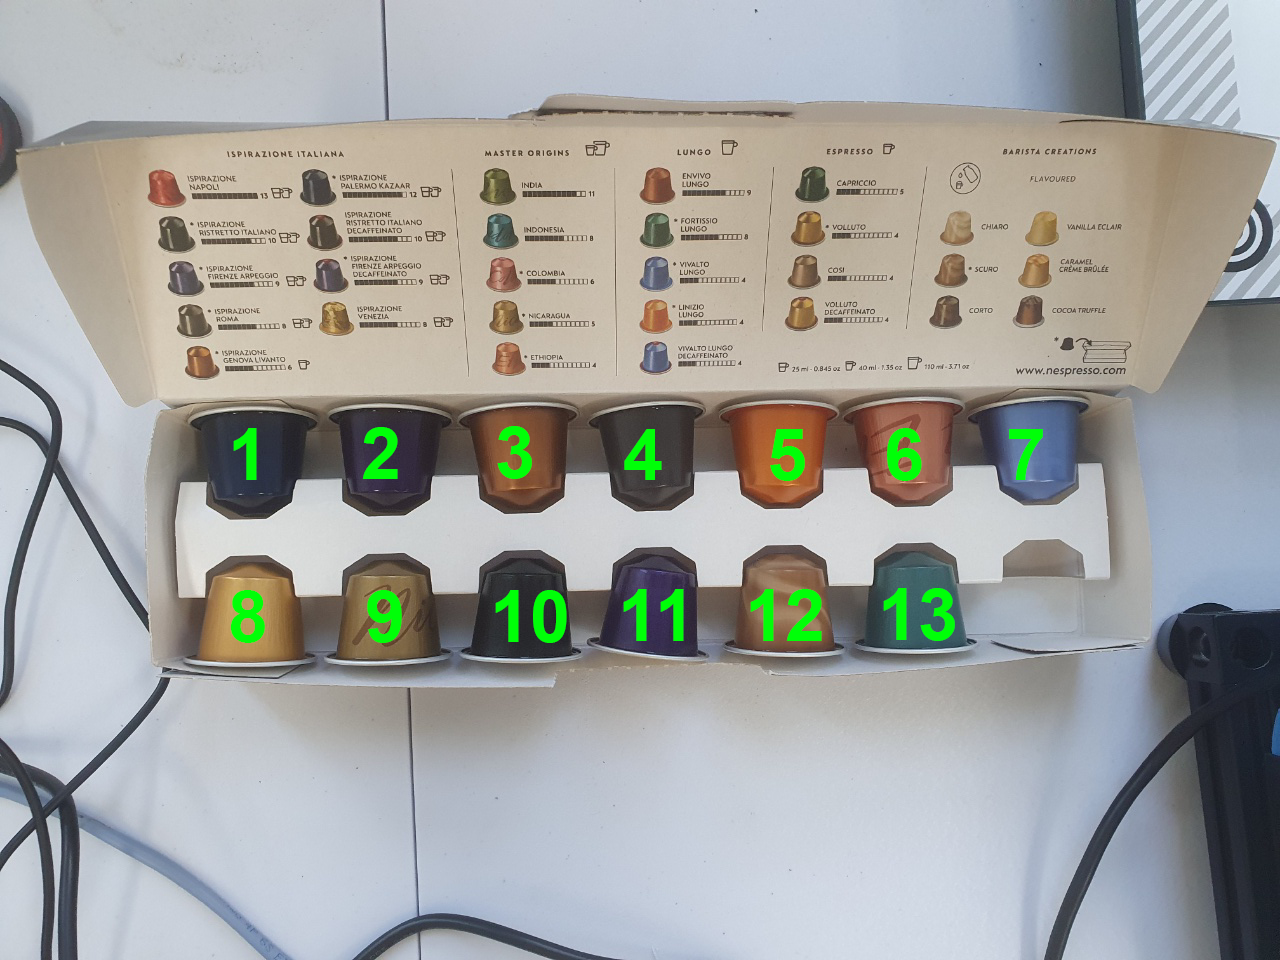 ISPIRAZIONE ITALIANA
ISPIRAZIONE
NAPOLI
13
* ISPIRAZIONE
PALERMO KAZAAR
12
* ISPIRAZIONE
RISTRETTO ITALIANO
10
ISPIRAZIONE
RISTRETTO ITALIANO
DECAFFEINATO
10
* ISPIRAZIONE
FIRENZE ARPEGGIO
9
ISPIRAZIONE
FIRENZE ARPEGGIO
DECAFFEINATO
9
* ISPIRAZIONE
ROMA
8
ISPIRAZIONE
VENEZIA
8
* ISPIRAZIONE
GENOVA LIVANTO
6
MASTER ORIGINS
INDIA
11
INDONESIA
8
* COLOMBIA
6
* NICARAGUA
5
* ETHIOPIA
4
LUNGO
ENVIVO
LUNGO
9
* FORTISSIO
LUNGO
8
VIVALTO
LUNGO
4
* LINIZIO
LUNGO
4
VIVALTO LUNGO
DECAFFEINATO
4
ESPRESSO
CAPRICCIO
5
* VOLLUTO
4
COSI
4
VOLLUTO
DECAFFEINATO
4
25 ml - 0.845 oz
40 ml - 1.35 oz
110 ml - 3.71 oz
BARISTA CREATIONS
FLAVOURED
CHIARO
VANILLA ECLAIR
* SCURO
CARAMEL
CRÈME BRÛLÉE
CORTO
COCOA TRUFFLE
*
www.nespresso.com
1 2 3 4 5 6 7
8 9 10 11 12 13